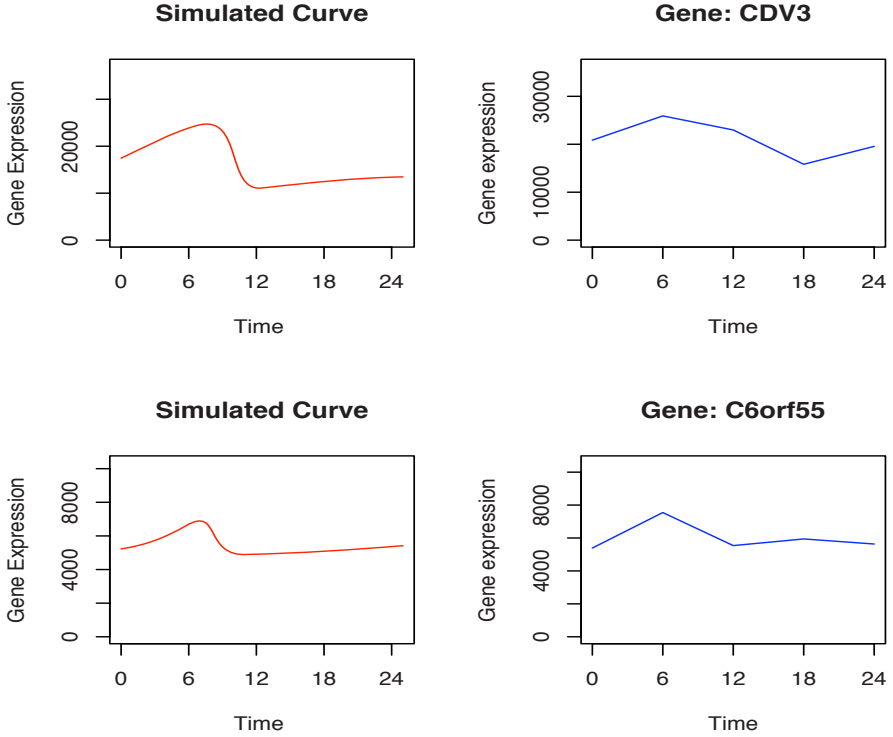 Simulated Curve
Gene Expression
0
20000
0 6 12 18 24
Time
Gene: CDV3
Gene expression
0
10000
30000
0 6 12 18 24
Time
Simulated Curve
Gene Expression
0
4000
8000
0 6 12 18 24
Time
Gene: C6orf55
Gene expression
0
4000
8000
0 6 12 18 24
Time